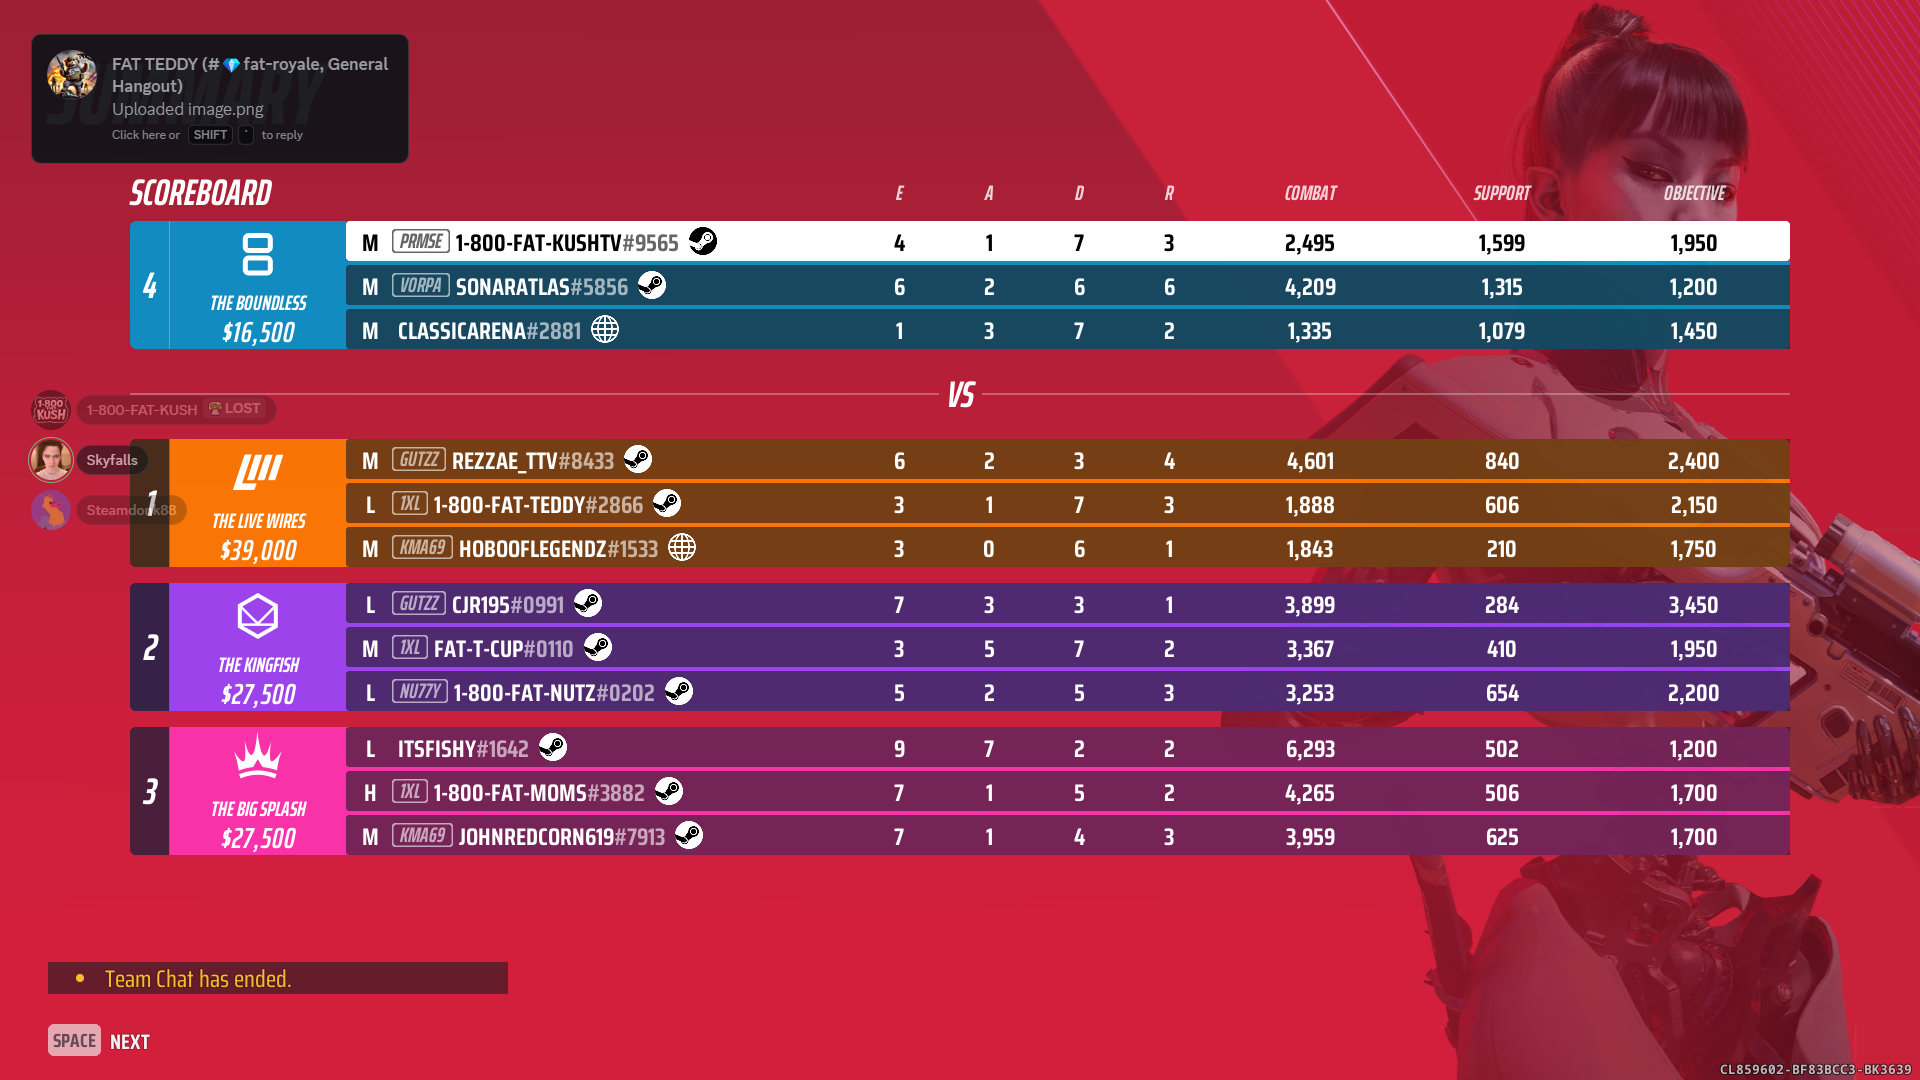 FAT TEDDY (#💎fat-royale, General
Hangout)
Uploaded image.png
Click here or SHIFT ` to reply
SUMMARY
SCOREBOARD E A D R COMBAT SUPPORT OBJECTIVE
4
THE BOUNDLESS
$16,500
M PRMSE 1-800-FAT-KUSHTV#9565 4 1 7 3 2,495 1,599 1,950
M VORPA SONARATLAS#5856 6 2 6 6 4,209 1,315 1,200
M CLASSICARENA#2881 1 3 7 2 1,335 1,079 1,450
VS
1-800 KUSH
1-800-FAT-KUSH LOST
Skyfalls
Steamdonk88
1
THE LIVE WIRES
$39,000
M GUTZZ REZZAE_TTV#8433 6 2 3 4 4,601 840 2,400
L 1XL 1-800-FAT-TEDDY#2866 3 1 7 3 1,888 606 2,150
M KMA69 HOBOOFLEGENDZ#1533 3 0 6 1 1,843 210 1,750
2
THE KINGFISH
$27,500
L GUTZZ CJR195#0991 7 3 3 1 3,899 284 3,450
M 1XL FAT-T-CUP#0110 3 5 7 2 3,367 410 1,950
L NU77Y 1-800-FAT-NUTZ#0202 5 2 5 3 3,253 654 2,200
3
THE BIG SPLASH
$27,500
L ITSFISHY#1642 9 7 2 2 6,293 502 1,200
H 1XL 1-800-FAT-MOMS#3882 7 1 5 2 4,265 506 1,700
M KMA69 JOHNREDCORN619#7913 7 1 4 3 3,959 625 1,700
• Team Chat has ended.
SPACE NEXT
CL859602-BF83BCC3-BK3639